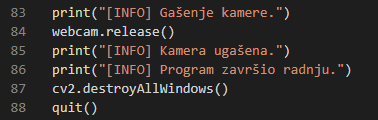 83 print("[INFO] Gašenje kamere.")
84 webcam.release()
85 print("[INFO] Kamera ugašena.")
86 print("[INFO] Program završio radnju.")
87 cv2.destroyAllWindows()
88 quit()